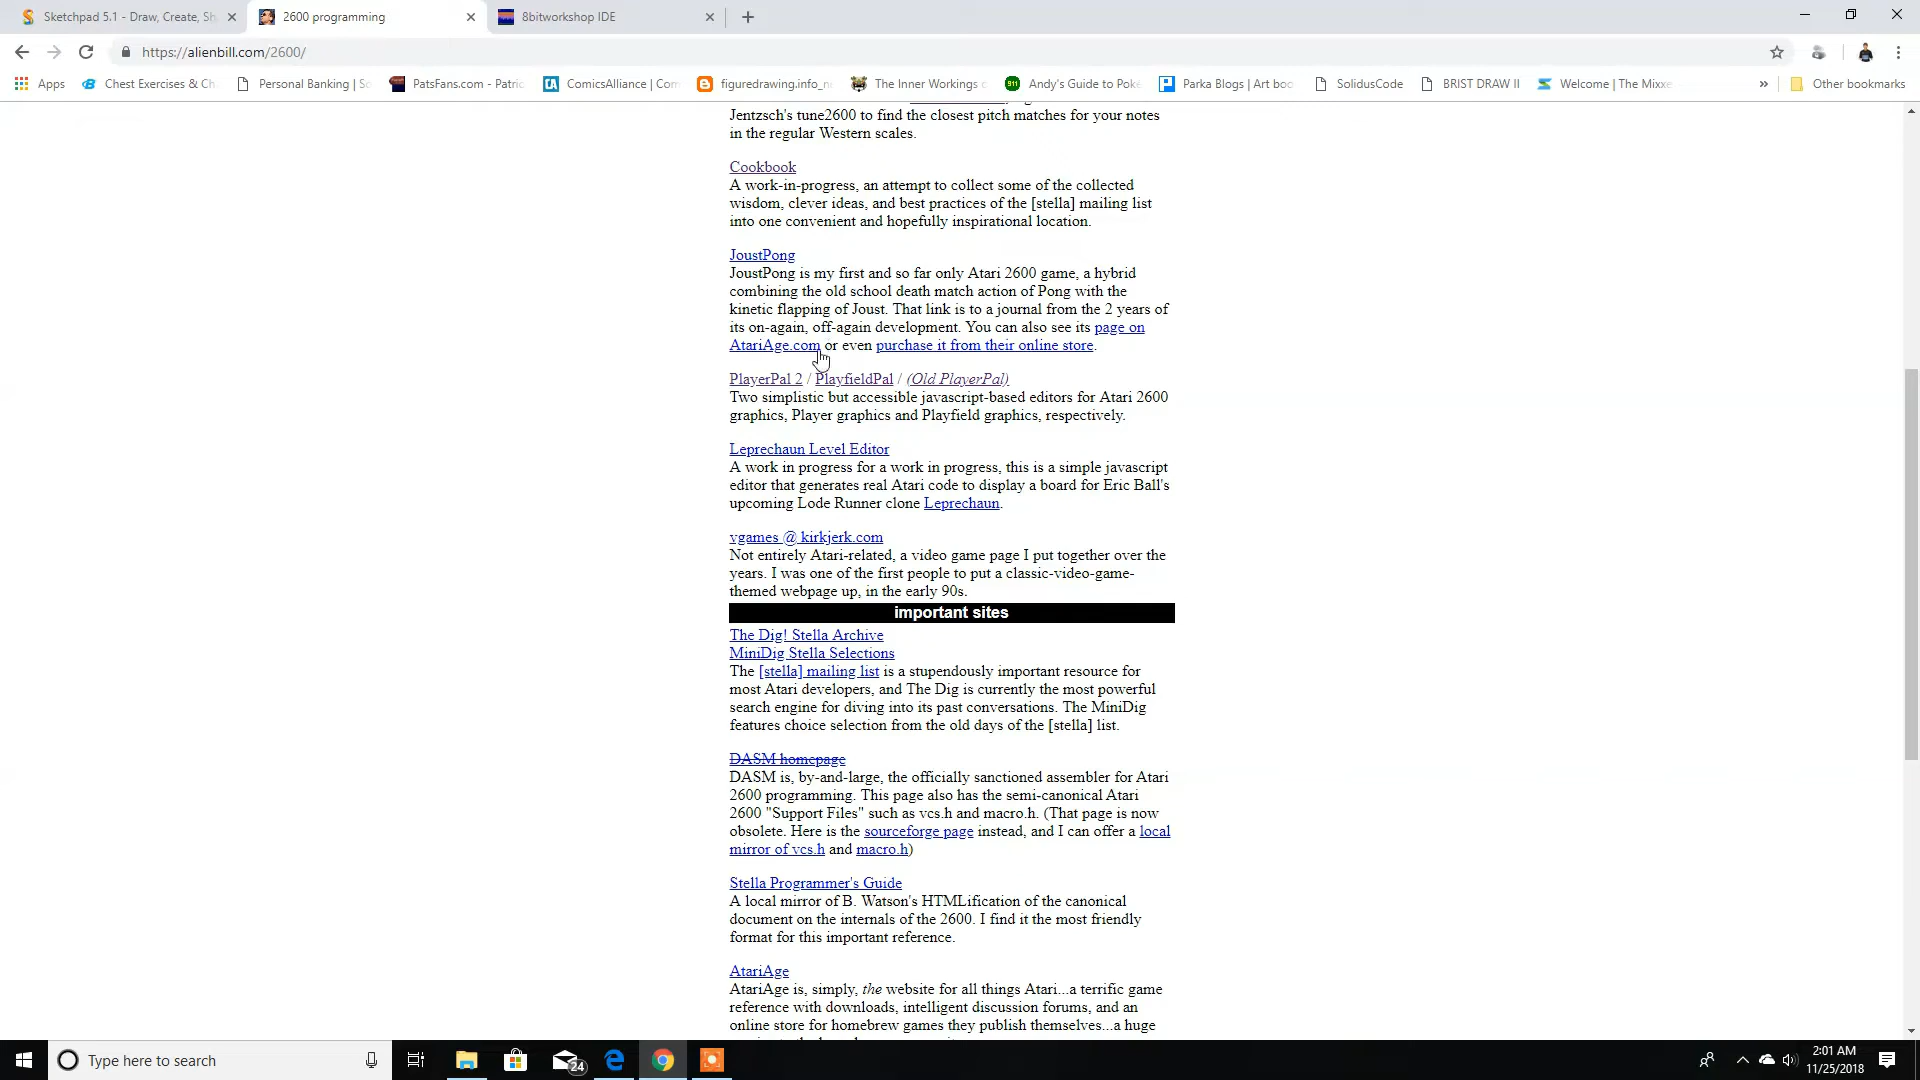 Sketchpad 5.1 - Draw, Create, Sh
2600 programming
8bitworkshop IDE
https://alienbill.com/2600/
Apps
Chest Exercises & Ch
Personal Banking | So
PatsFans.com - Patric
CA
ComicsAlliance | Com
figuredrawing.info_n
The Inner Workings o
Andy's Guide to Poké
Parka Blogs | Art boo
SolidusCode
BRIST DRAW II
Welcome | The Mixxe
»
Other bookmarks
Jentzsch's tune2600 to find the closest pitch matches for your notes
in the regular Western scales.
Cookbook
A work-in-progress, an attempt to collect some of the collected
wisdom, clever ideas, and best practices of the [stella] mailing list
into one convenient and hopefully inspirational location.
JoustPong
JoustPong is my first and so far only Atari 2600 game, a hybrid
combining the old school death match action of Pong with the
kinetic flapping of Joust. That link is to a journal from the 2 years of
its on-again, off-again development. You can also see its page on
AtariAge.com or even purchase it from their online store.
PlayerPal 2 / PlayfieldPal / (Old PlayerPal)
Two simplistic but accessible javascript-based editors for Atari 2600
graphics, Player graphics and Playfield graphics, respectively.
Leprechaun Level Editor
A work in progress for a work in progress, this is a simple javascript
editor that generates real Atari code to display a board for Eric Ball's
upcoming Lode Runner clone Leprechaun.
vgames @ kirkjerk.com
Not entirely Atari-related, a video game page I put together over the
years. I was one of the first people to put a classic-video-game-
themed webpage up, in the early 90s.
important sites
The Dig! Stella Archive
MiniDig Stella Selections
The [stella] mailing list is a stupendously important resource for
most Atari developers, and The Dig is currently the most powerful
search engine for diving into its past conversations. The MiniDig
features choice selection from the old days of the [stella] list.
DASM homepage
DASM is, by-and-large, the officially sanctioned assembler for Atari
2600 programming. This page also has the semi-canonical Atari
2600 "Support Files" such as vcs.h and macro.h. (That page is now
obsolete. Here is the sourceforge page instead, and I can offer a local
mirror of vcs.h and macro.h)
Stella Programmer's Guide
A local mirror of B. Watson's HTMLification of the canonical
document on the internals of the 2600. I find it the most friendly
format for this important reference.
AtariAge
AtariAge is, simply, the website for all things Atari...a terrific game
reference with downloads, intelligent discussion forums, and an
online store for homebrew games they publish themselves...a huge
Type here to search
24
2:01 AM
11/25/2018